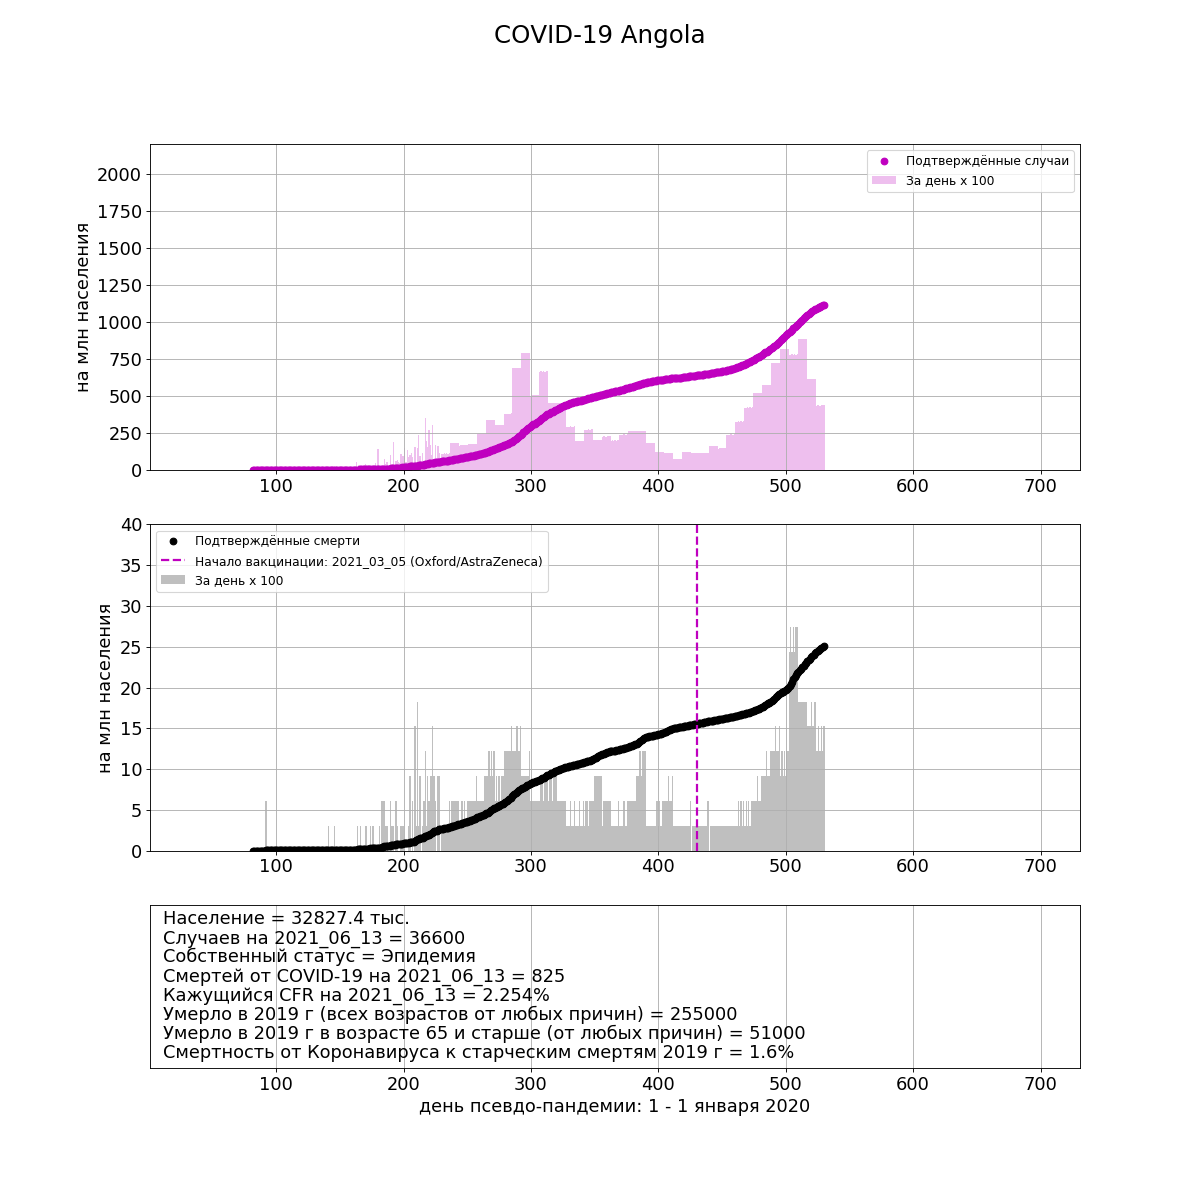 COVID-19 Angola
2000
1750
1500
1250
1000
750
500
250
0
на млн населения
Подтверждённые случаи
За день x 100
100 200 300 400 500 600 700
40
35
30
25
20
15
10
5
0
на млн населения
Подтверждённые смерти
Начало вакцинации: 2021_03_05 (Oxford/AstraZeneca)
За день x 100
100 200 300 400 500 600 700
Население = 32827.4 тыс.
Случаев на 2021_06_13 = 36600
Собственный статус = Эпидемия
Смертей от COVID-19 на 2021_06_13 = 825
Кажущийся CFR на 2021_06_13 = 2.254%
Умерло в 2019 г (всех возрастов от любых причин) = 255000
Умерло в 2019 г в возрасте 65 и старше (от любых причин) = 51000
Смертность от Коронавируса к старческим смертям 2019 г = 1.6%
100 200 300 400 500 600 700
день псевдо-пандемии: 1 - 1 января 2020